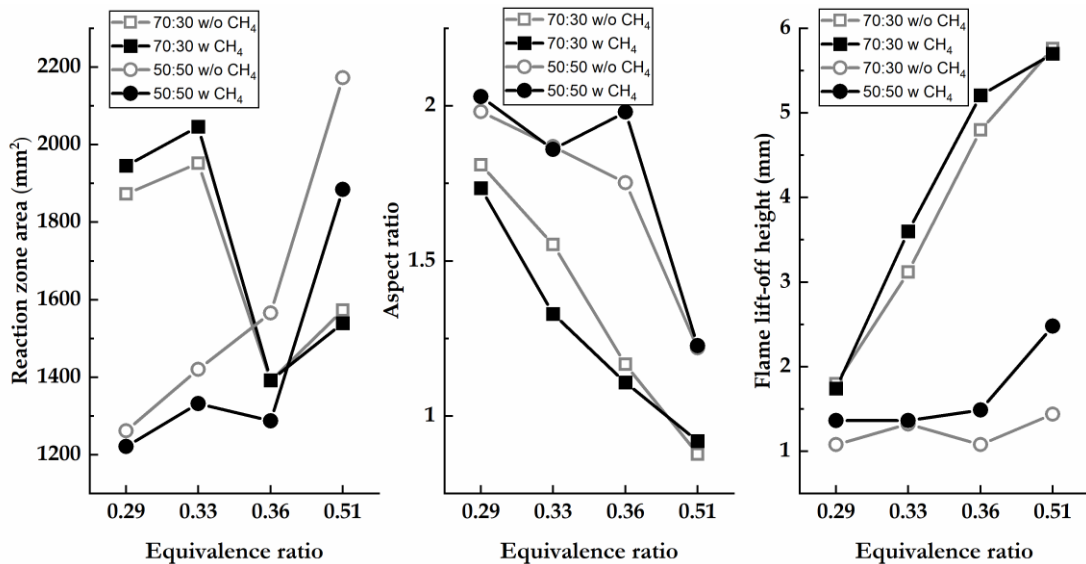 70:30 w/o CH4
70:30 w CH4
50:50 w/o CH4
50:50 w CH4
2200
2000
1800
1600
1400
1200
Reaction zone area (mm²)
0.29 0.33 0.36 0.51
Equivalence ratio
70:30 w/o CH4
70:30 w CH4
50:50 w/o CH4
50:50 w CH4
2
1.5
1
Aspect ratio
0.29 0.33 0.36 0.51
Equivalence ratio
70:30 w/o CH4
70:30 w CH4
70:30 w/o CH4
50:50 w CH4
6
5
4
3
2
1
Flame lift-off height (mm)
0.29 0.33 0.36 0.51
Equivalence ratio